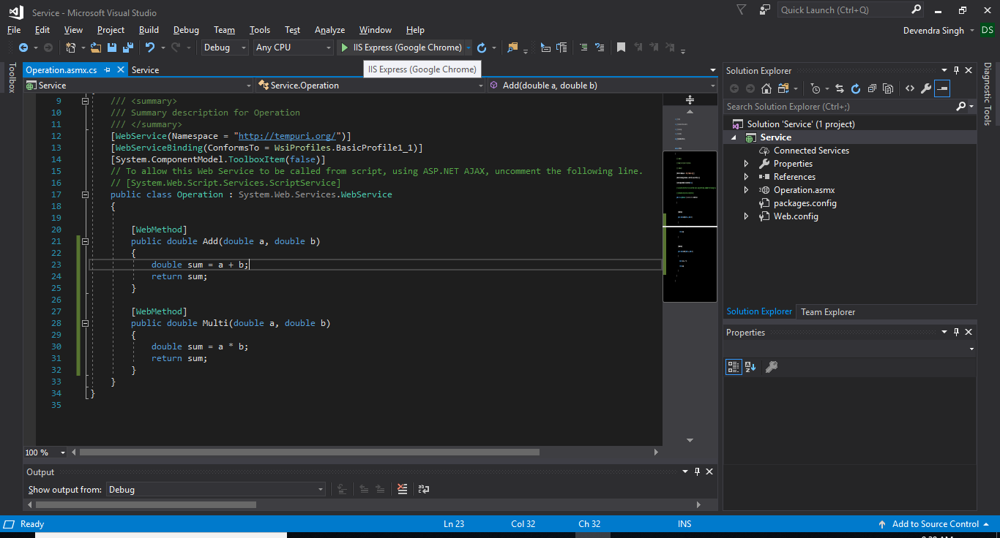 Service - Microsoft Visual Studio
Quick Launch (Ctrl+Q)
File Edit View Project Build Debug Team Tools Test Analyze Window Help
Devendra Singh DS
Debug Any CPU IIS Express (Google Chrome)
Toolbox
Operation.asmx.cs Service
IIS Express (Google Chrome)
Service Service.Operation Add(double a, double b)
9 /// <summary>
10 /// Summary description for Operation
11 /// </summary>
12 [WebService(Namespace = "http://tempuri.org/")]
13 [WebServiceBinding(ConformsTo = WsiProfiles.BasicProfile1_1)]
14 [System.ComponentModel.ToolboxItem(false)]
15 // To allow this Web Service to be called from script, using ASP.NET AJAX, uncomment the following line.
16 // [System.Web.Script.Services.ScriptService]
17 public class Operation : System.Web.Services.WebService
18 {
19
20 [WebMethod]
21 public double Add(double a, double b)
22 {
23 double sum = a + b;
24 return sum;
25 }
26
27 [WebMethod]
28 public double Multi(double a, double b)
29 {
30 double sum = a * b;
31 return sum;
32 }
33 }
34 }
35
100 %
Output
Show output from: Debug
Solution Explorer
Search Solution Explorer (Ctrl+;)
Solution 'Service' (1 project)
Service
Connected Services
Properties
References
Operation.asmx
packages.config
Web.config
Solution Explorer Team Explorer
Properties
Diagnostic Tools
Ready Ln 23 Col 32 Ch 32 INS Add to Source Control